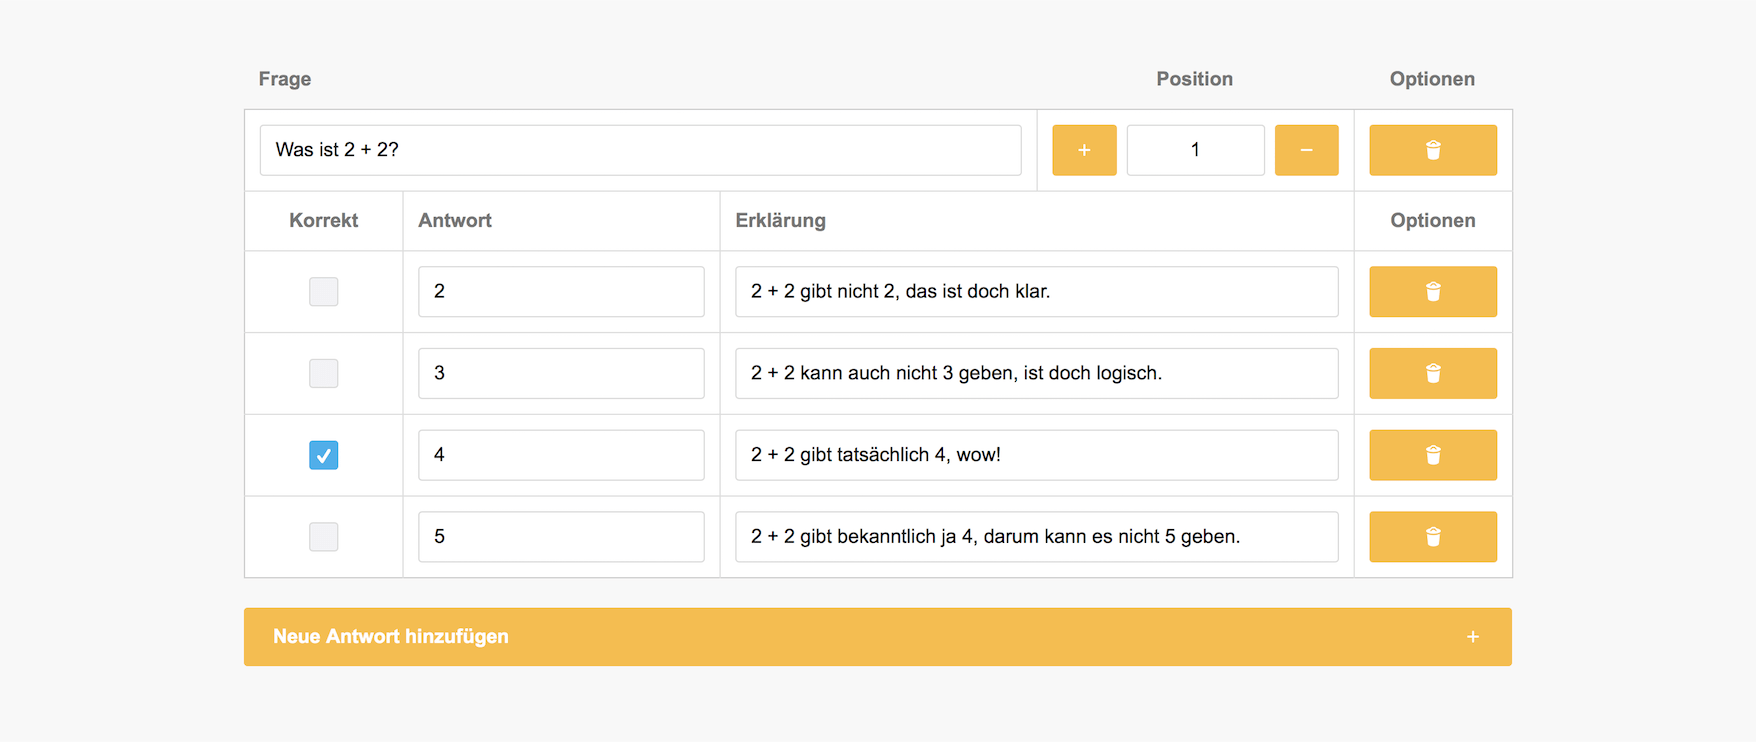 Frage Position Optionen
Was ist 2 + 2? + 1 −
Korrekt Antwort Erklärung Optionen
2 2 + 2 gibt nicht 2, das ist doch klar.
3 2 + 2 kann auch nicht 3 geben, ist doch logisch.
4 2 + 2 gibt tatsächlich 4, wow!
5 2 + 2 gibt bekanntlich ja 4, darum kann es nicht 5 geben.
Neue Antwort hinzufügen +